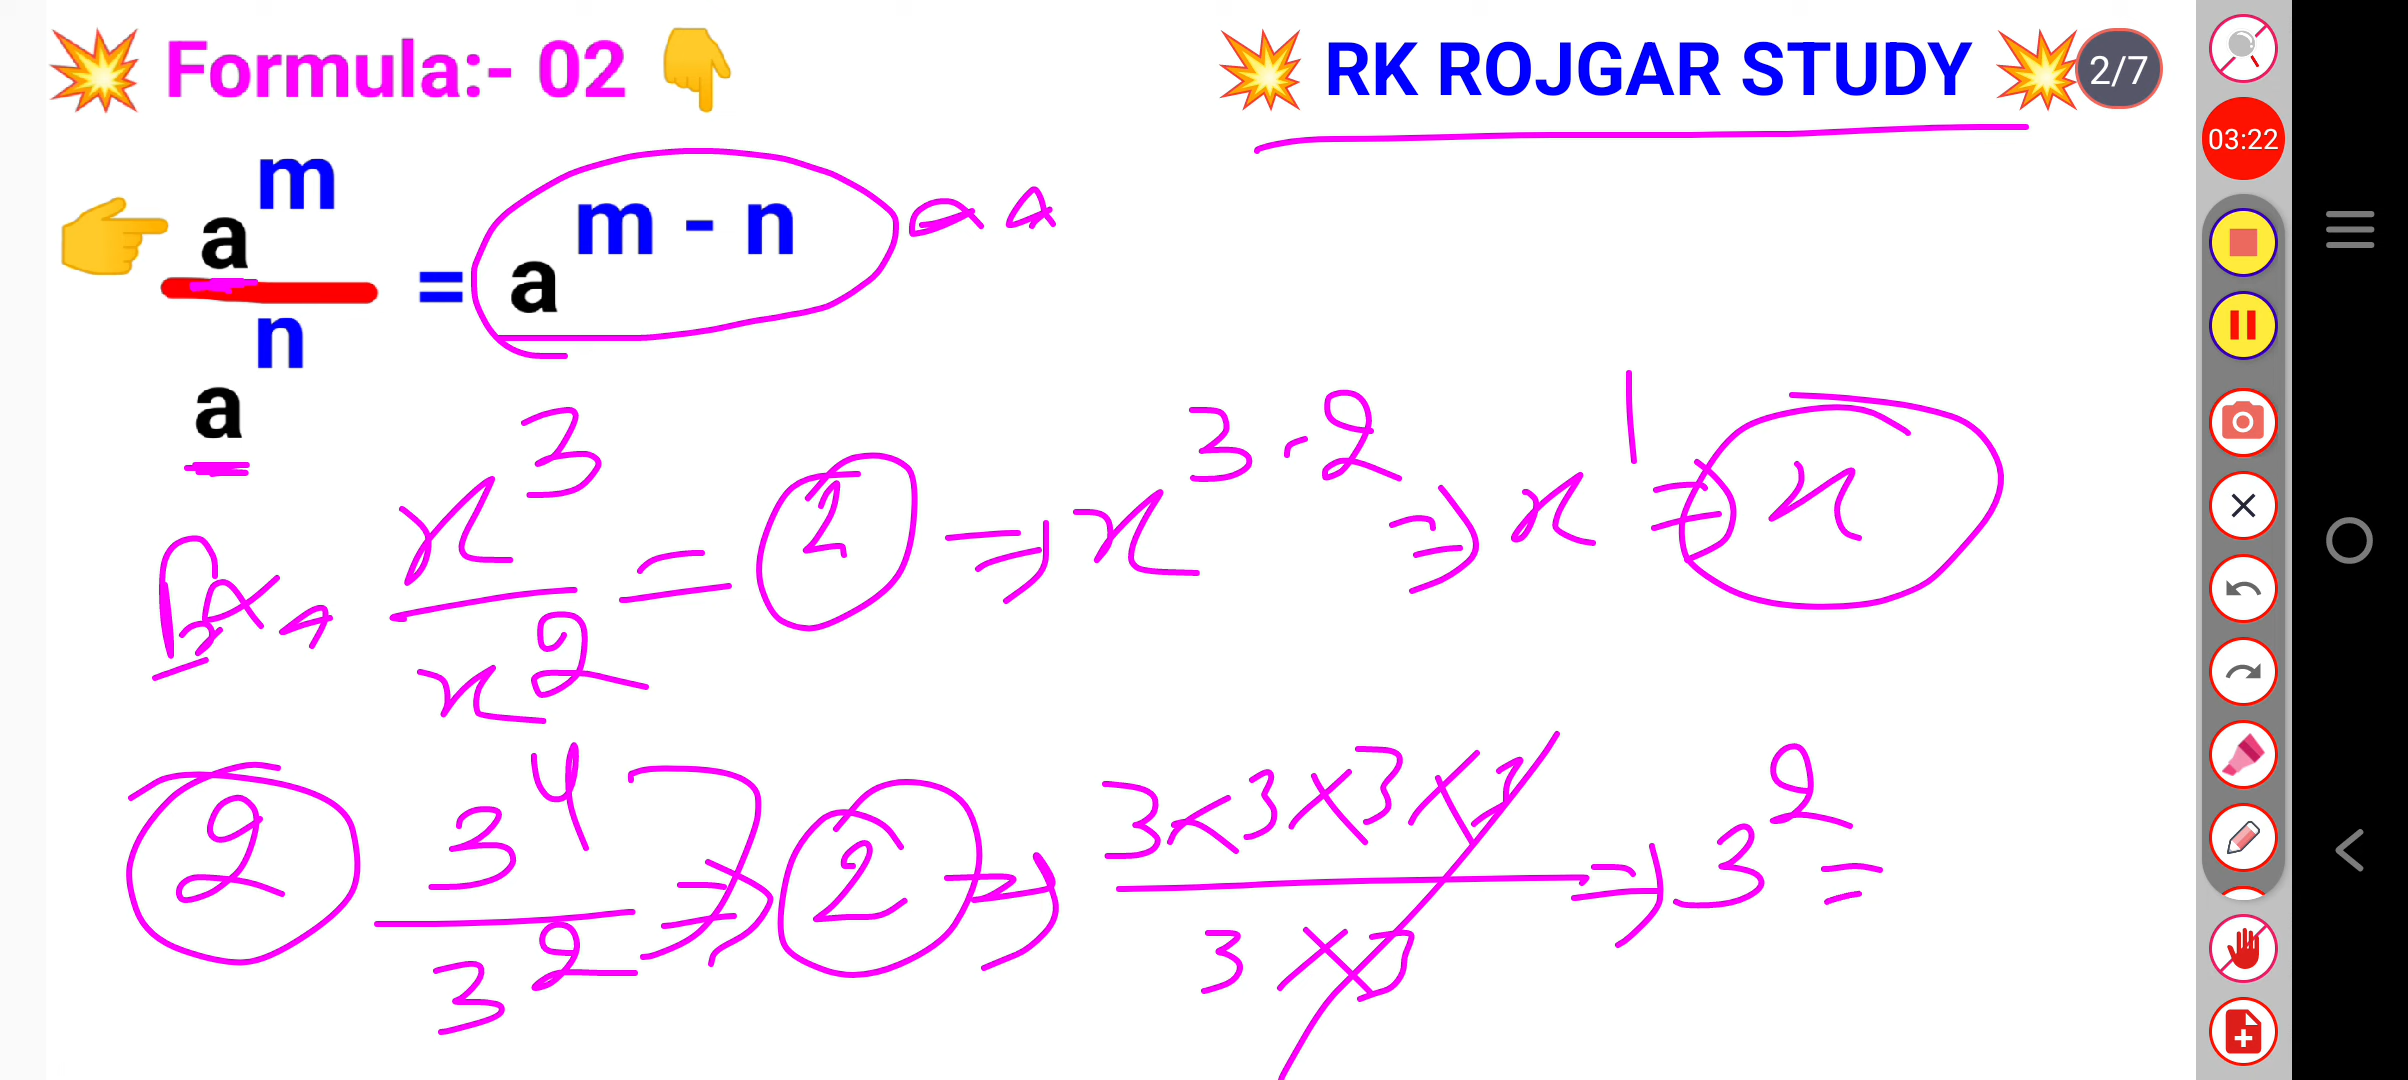 💥 Formula:- 02 👇 💥 RK ROJGAR STUDY 💥 2/7
03:22
👉 a^m / a^n = a^(m - n)
Ex x^3 / x^2 = ? ⇒ x^(3-2) ⇒ x^1 = x
2 3^4 / 3^2 ⇒ ? ⇒ 3×3×3×3 / 3×3 ⇒ 3^2 =